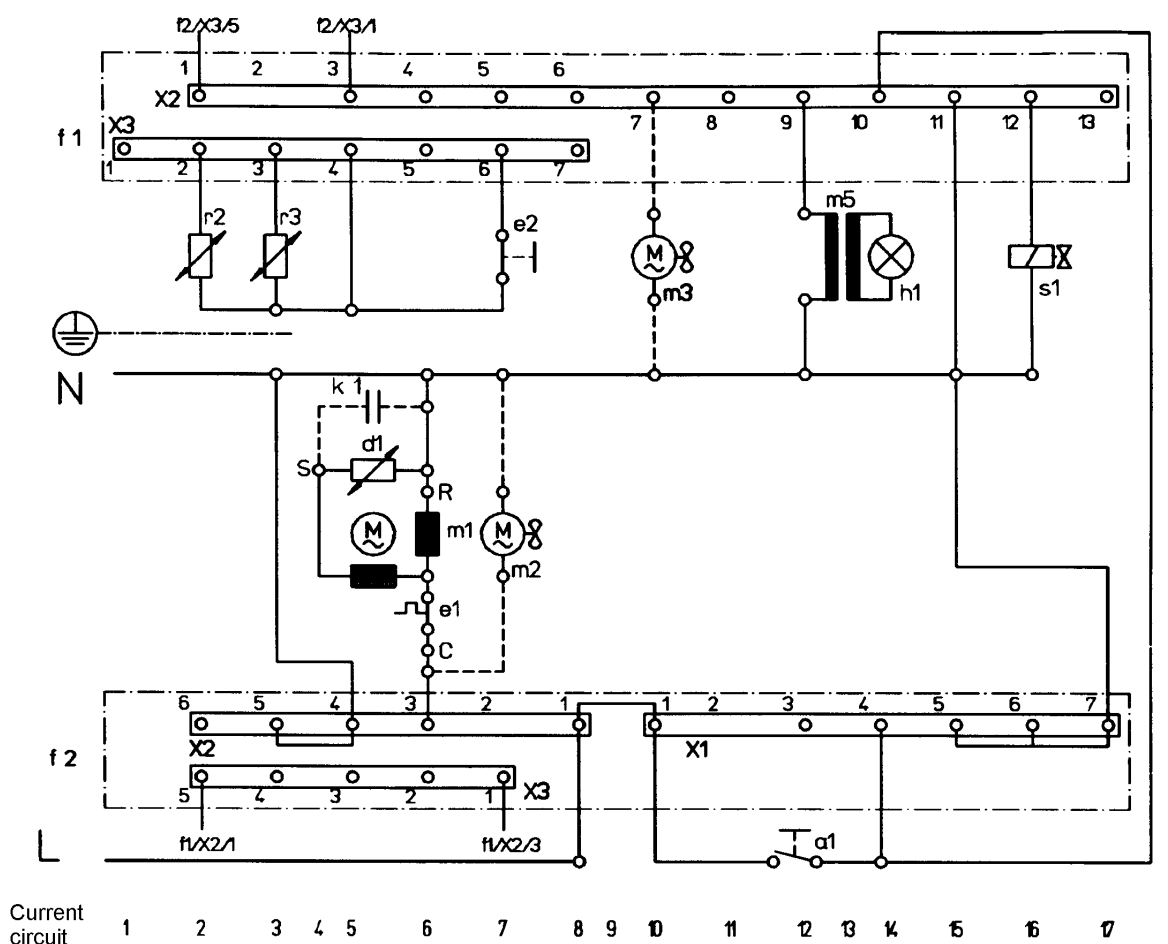 f2/X3/5 f2/X3/1
1 2 3 4 5 6
X2
7 8 9 10 11 12 13
X3
f1
1 2 3 4 5 6 7
r2 r3 e2 m5
M
m3 h1 s1
N
k1
d1
S
R
M m1 M
m2
e1
C
6 5 4 3 2 1 1 2 3 4 5 6 7
X2 X1
f2
5 4 3 2 1 X3
f1/X2/1 f1/X2/3
L a1
Current
circuit
1 2 3 4 5 6 7 8 9 10 11 12 13 14 15 16 17